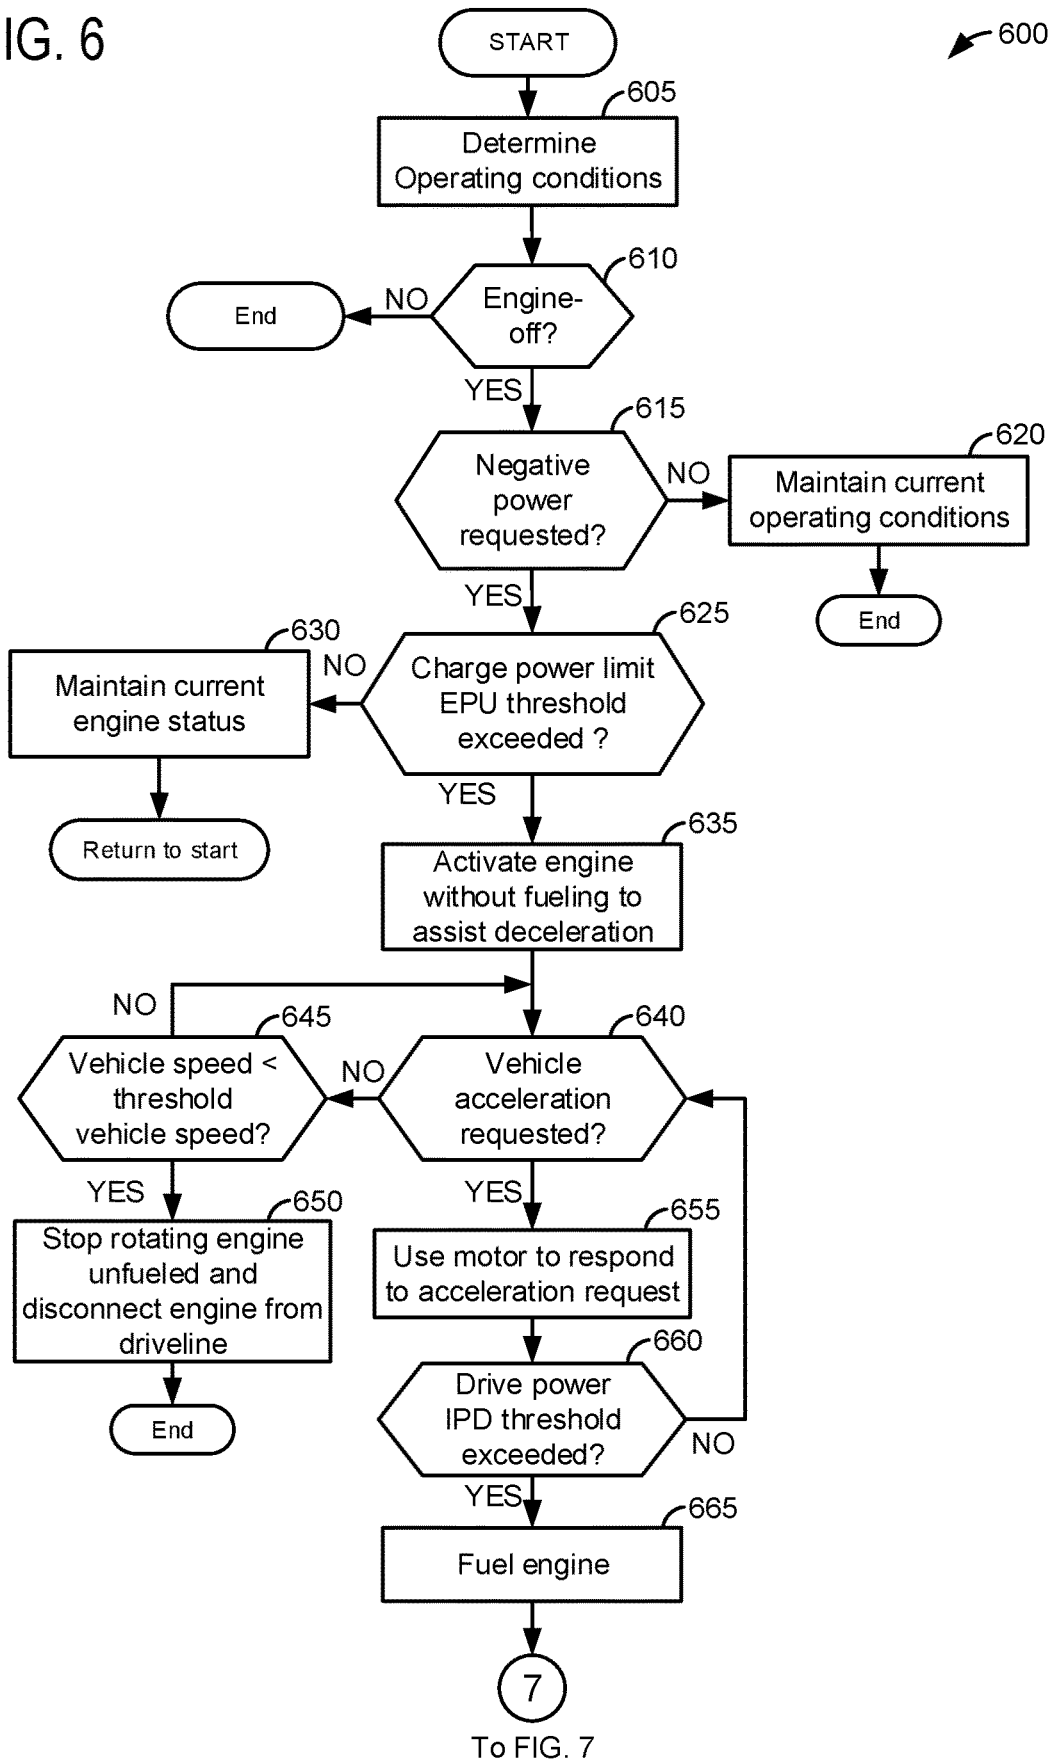 IG. 6
START
600
605
Determine
Operating conditions
610
Engine-
off?
NO
End
YES
615
Negative
power
requested?
NO
620
Maintain current
operating conditions
End
YES
625
Charge power limit
EPU threshold
exceeded ?
NO
630
Maintain current
engine status
Return to start
YES
635
Activate engine
without fueling to
assist deceleration
640
Vehicle
acceleration
requested?
NO
645
Vehicle speed <
threshold
vehicle speed?
NO
YES
650
Stop rotating engine
unfueled and
disconnect engine from
driveline
End
YES
655
Use motor to respond
to acceleration request
660
Drive power
IPD threshold
exceeded?
NO
YES
665
Fuel engine
7
To FIG. 7